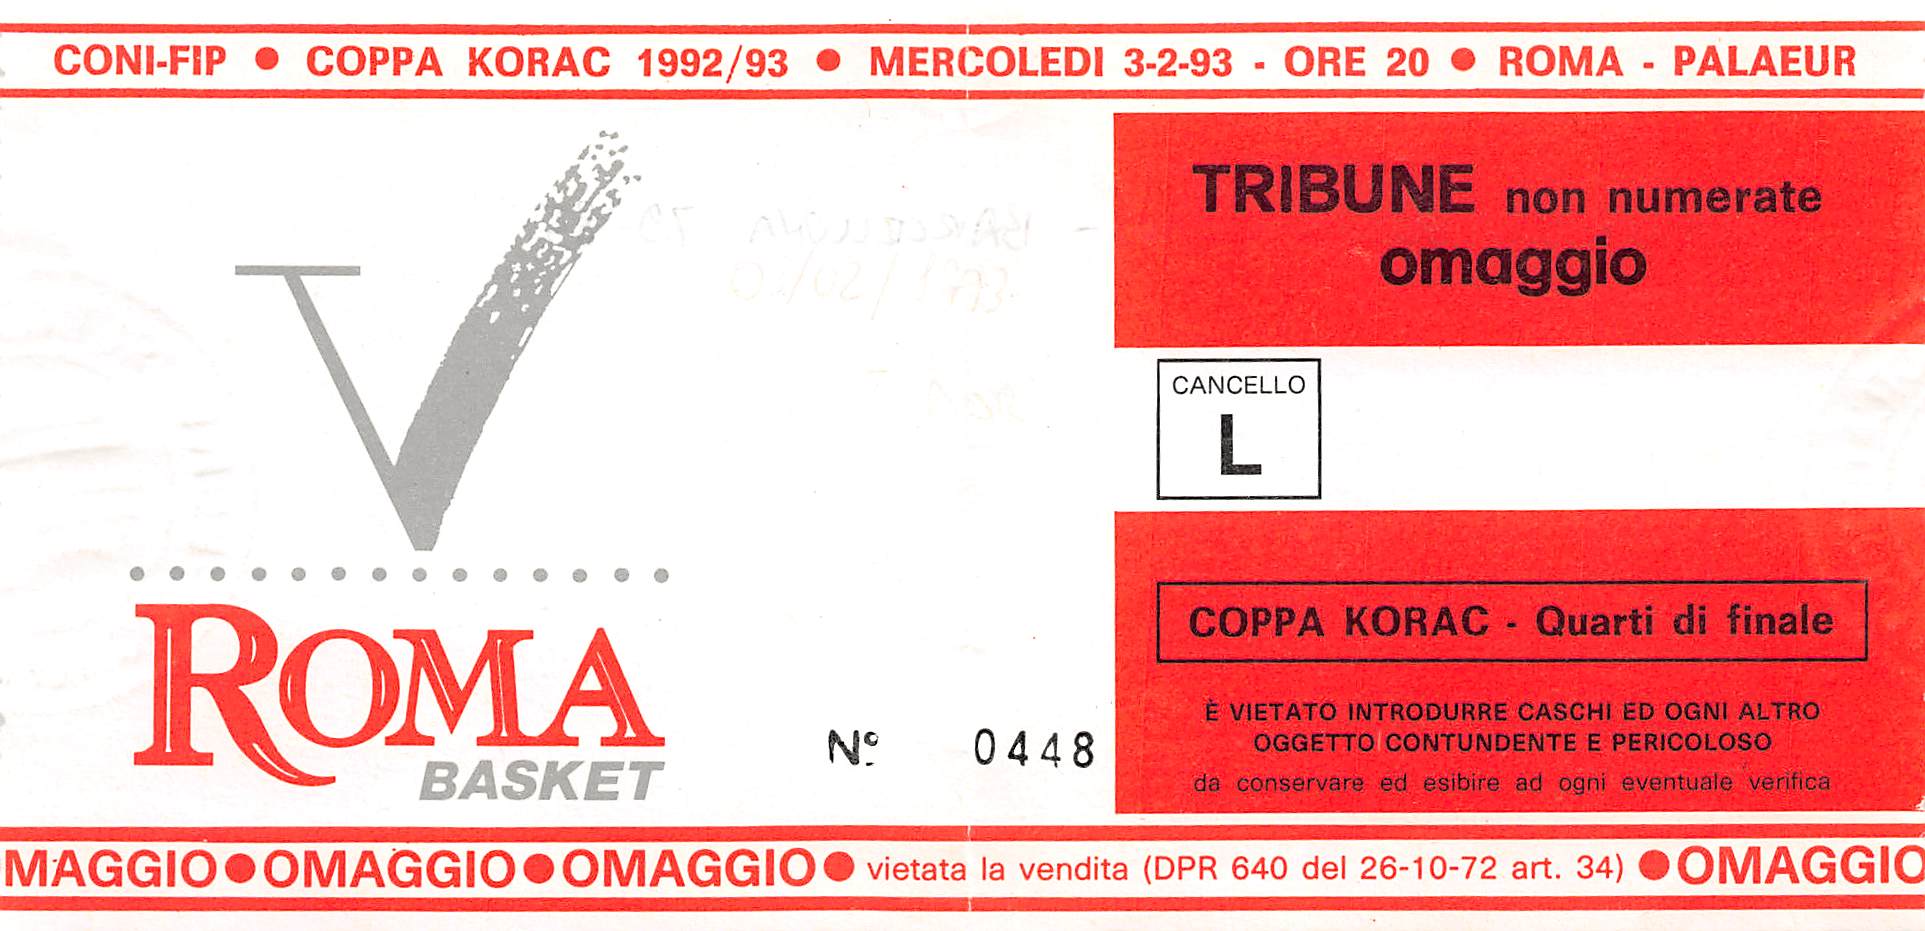 CONI-FIP ● COPPA KORAC 1992/93 ● MERCOLEDI 3-2-93 - ORE 20 ● ROMA - PALAEUR
TRIBUNE non numerate
omaggio
CANCELLO
L
ROMA
BASKET
Nº 0448
COPPA KORAC - Quarti di finale
È VIETATO INTRODURRE CASCHI ED OGNI ALTRO
OGGETTO CONTUNDENTE E PERICOLOSO
da conservare ed esibire ad ogni eventuale verifica
MAGGIO●OMAGGIO●OMAGGIO● vietata la vendita (DPR 640 del 26-10-72 art. 34) ●OMAGGIO